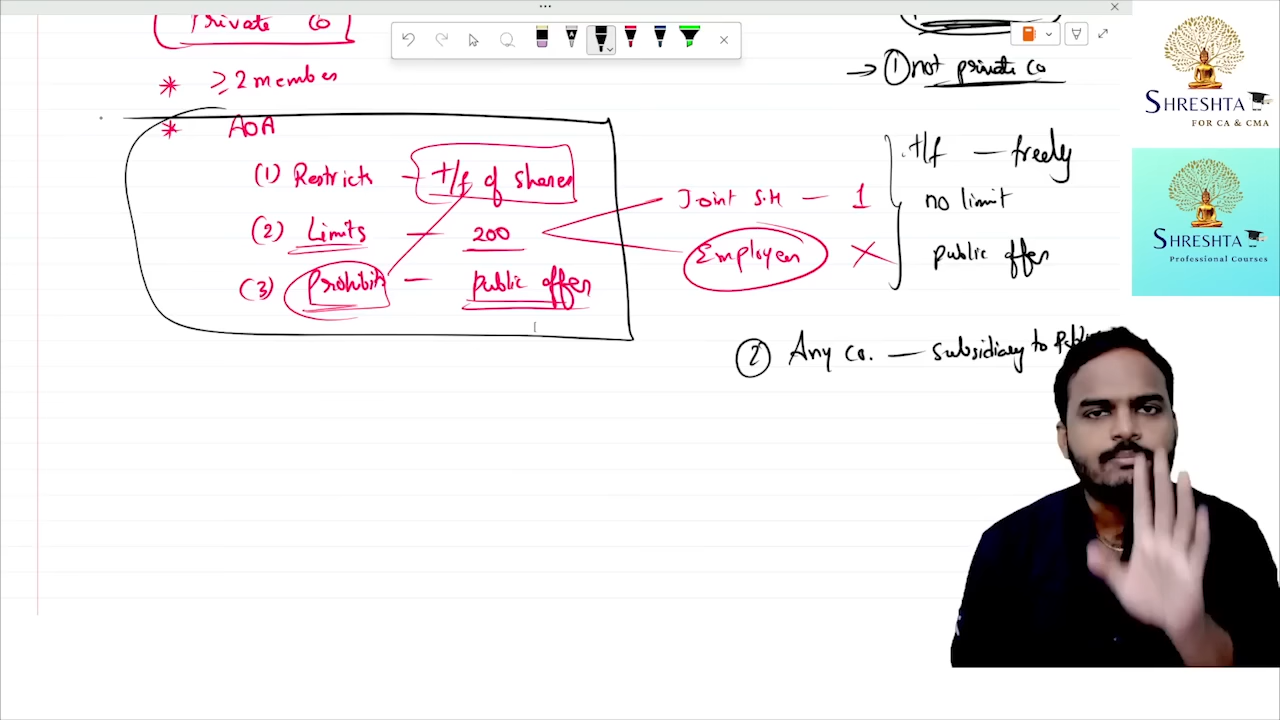 Private Co
* ≥2 member
* AOA
(1) Restricts — t/f of shares
(2) Limits — 200
(3) Prohibits — public offer
Joint S.H — 1
Employees ×
→ ① not private Co
t/f — freely
no limit
public offer
② Any Co. — subsidiary to
SHRESHTA
FOR CA & CMA
SHRESHTA
Professional Courses